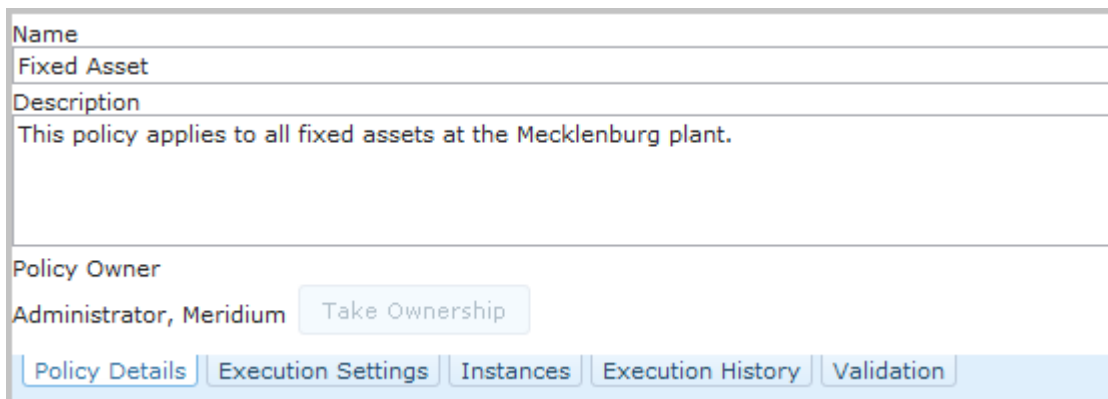 Name
Fixed Asset
Description
This policy applies to all fixed assets at the Mecklenburg plant.
Policy Owner
Administrator, Meridium Take Ownership
Policy Details Execution Settings Instances Execution History Validation